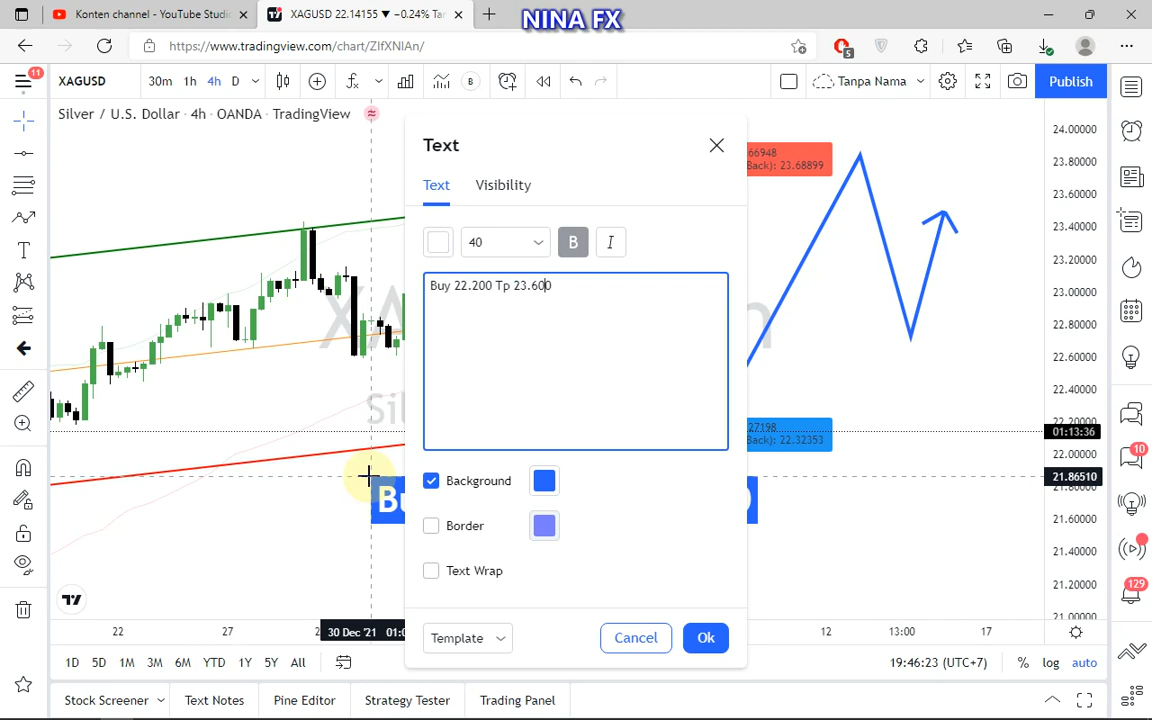 Konten channel - YouTube Studi
XAGUSD 22.14155 ▼ −0.24% Tar
NINA FX
https://www.tradingview.com/chart/ZIfXNIAn/
5
11
XAGUSD
30m 1h 4h D
B
Tanpa Nama
Publish
Silver / U.S. Dollar · 4h · OANDA · TradingView
Text
Text
Visibility
40
B
I
Buy 22.200 Tp 23.600
Background
Border
Text Wrap
Template
Cancel
Ok
66948
Back): 23.68899
27198
Back): 22.32353
24.00000
23.80000
23.60000
23.40000
23.20000
23.00000
22.80000
22.60000
22.40000
22.20000
01:13:36
22.00000
21.86510
21.60000
21.40000
21.20000
21.00000
10
129
22
27
30 Dec '21
12
13:00
17
1D 5D 1M 3M 6M YTD 1Y 5Y All
19:46:23 (UTC+7)
% log auto
Stock Screener
Text Notes
Pine Editor
Strategy Tester
Trading Panel